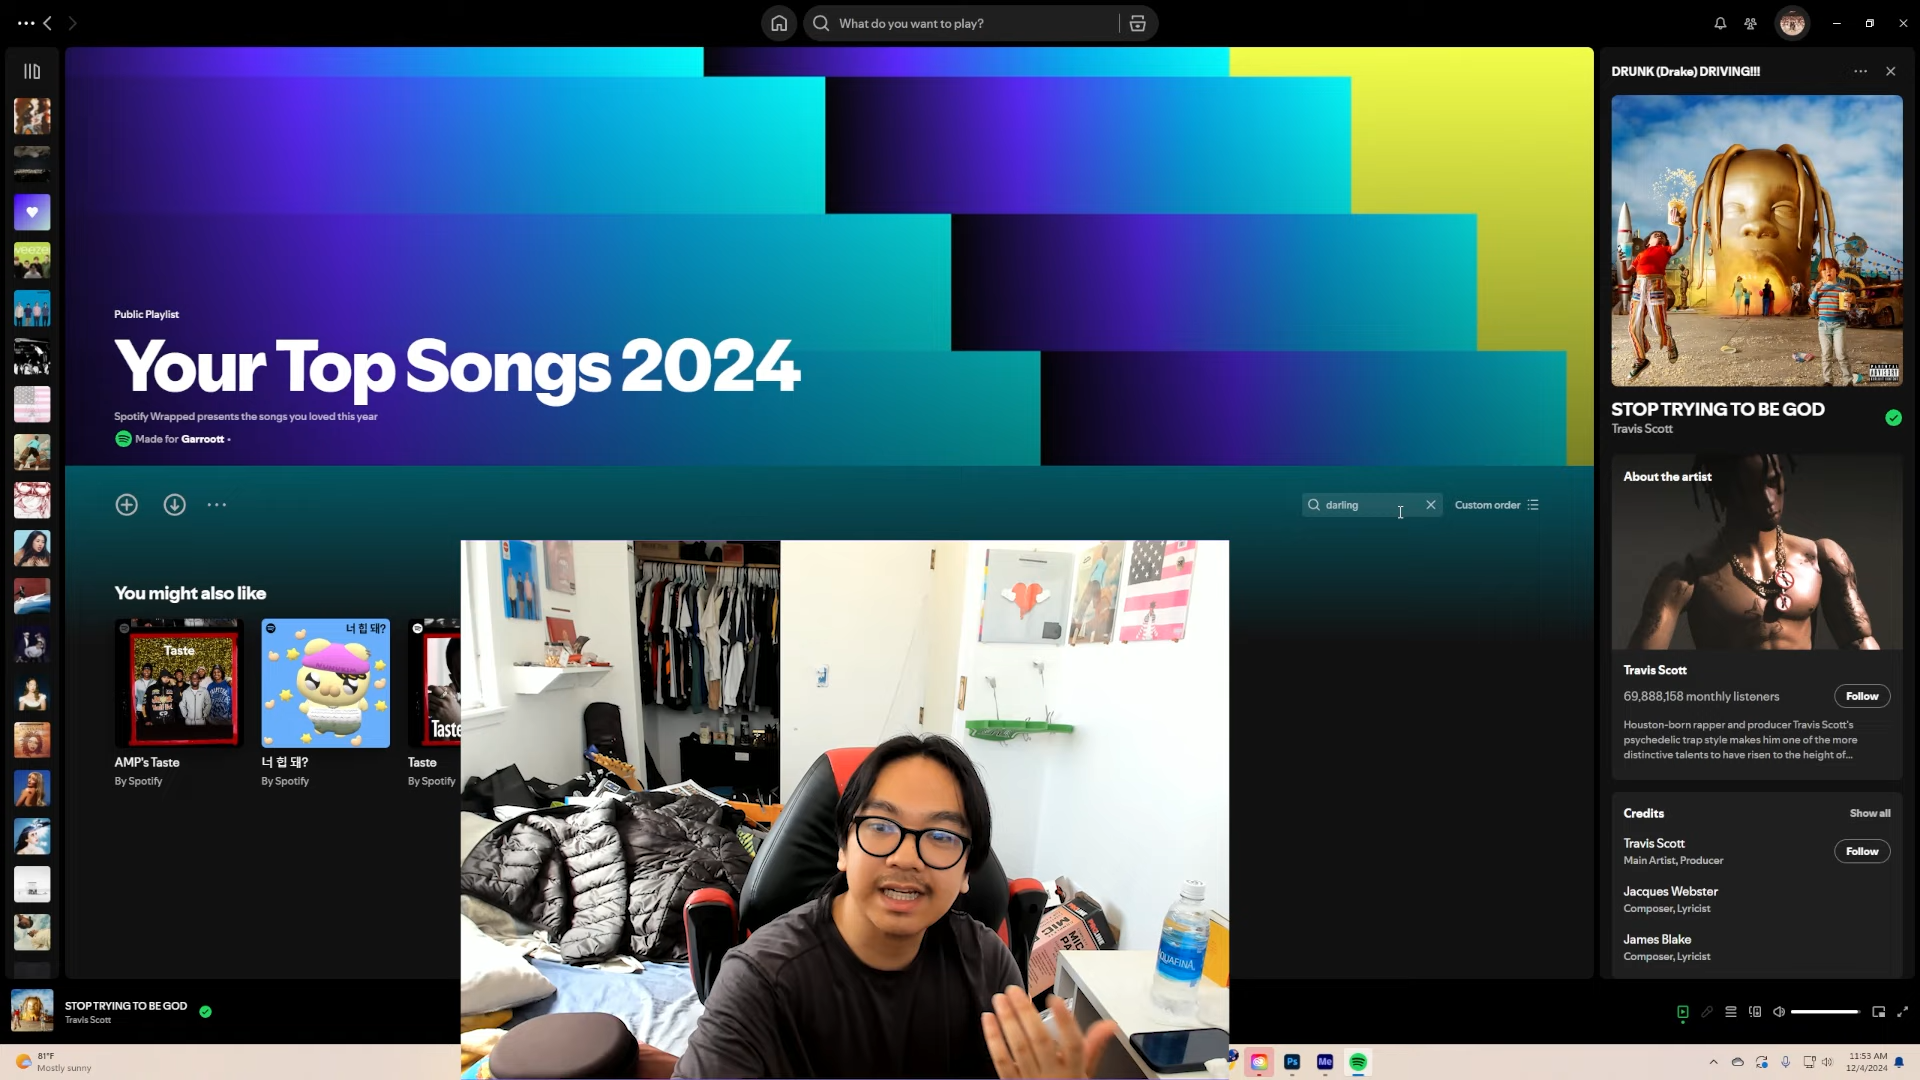 What do you want to play?
Public Playlist
Your Top Songs 2024
Spotify Wrapped presents the songs you loved this year
Made for Garroott •
darling
Custom order
You might also like
Taste
너 힙 돼?
Taste
AMP's Taste
By Spotify
너 힙 돼?
By Spotify
Taste
By Spotify
weezer
AQUAFINA
DRUNK (Drake) DRIVING!!!
STOP TRYING TO BE GOD
Travis Scott
About the artist
Travis Scott
69,888,158 monthly listeners
Follow
Houston-born rapper and producer Travis Scott's
psychedelic trap style makes him one of the more
distinctive talents to have risen to the height of...
Credits
Show all
Travis Scott
Main Artist, Producer
Follow
Jacques Webster
Composer, Lyricist
James Blake
Composer, Lyricist
STOP TRYING TO BE GOD
Travis Scott
81°F
Mostly sunny
Ps
Me
11:53 AM
12/4/2024